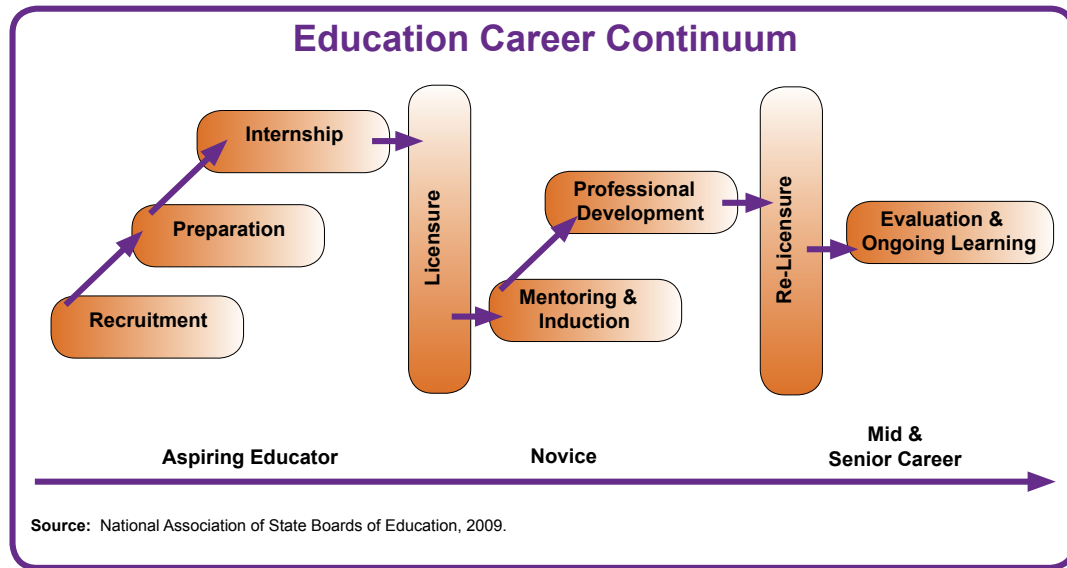 Education Career Continuum
Internship
Preparation
Recruitment
Licensure
Professional
Development
Mentoring &
Induction
Re-Licensure
Evaluation &
Ongoing Learning
Aspiring Educator
Novice
Mid &
Senior Career
Source: National Association of State Boards of Education, 2009.